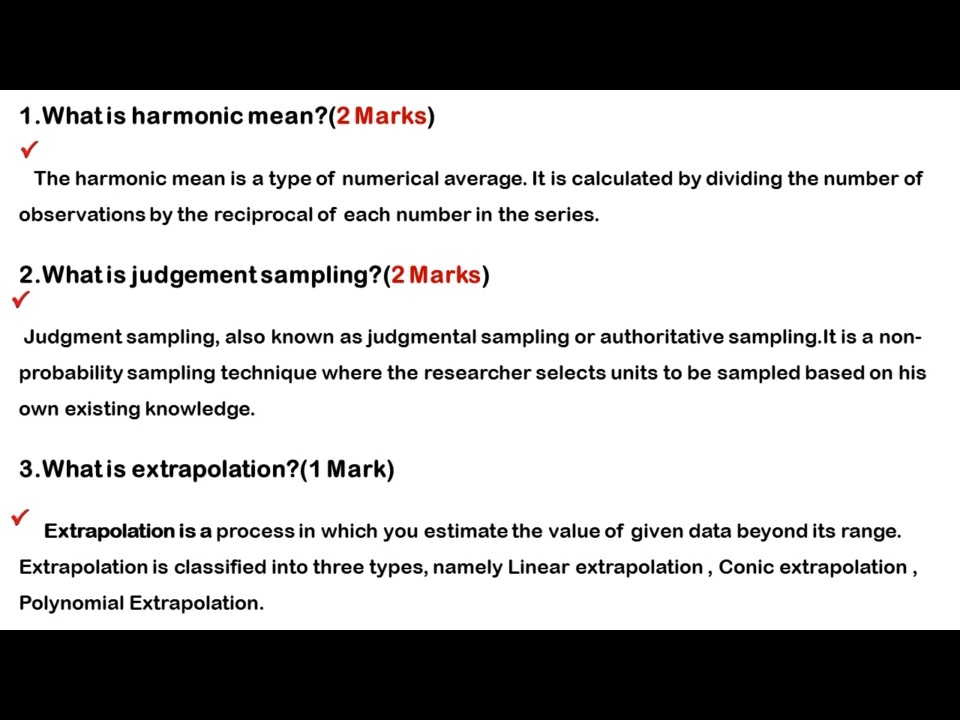 1.What is harmonic mean?(2 Marks)
The harmonic mean is a type of numerical average. It is calculated by dividing the number of
observations by the reciprocal of each number in the series.
2.What is judgement sampling?(2 Marks)
Judgment sampling, also known as judgmental sampling or authoritative sampling.It is a non-
probability sampling technique where the researcher selects units to be sampled based on his
own existing knowledge.
3.What is extrapolation?(1 Mark)
Extrapolation is a process in which you estimate the value of given data beyond its range.
Extrapolation is classified into three types, namely Linear extrapolation , Conic extrapolation ,
Polynomial Extrapolation.